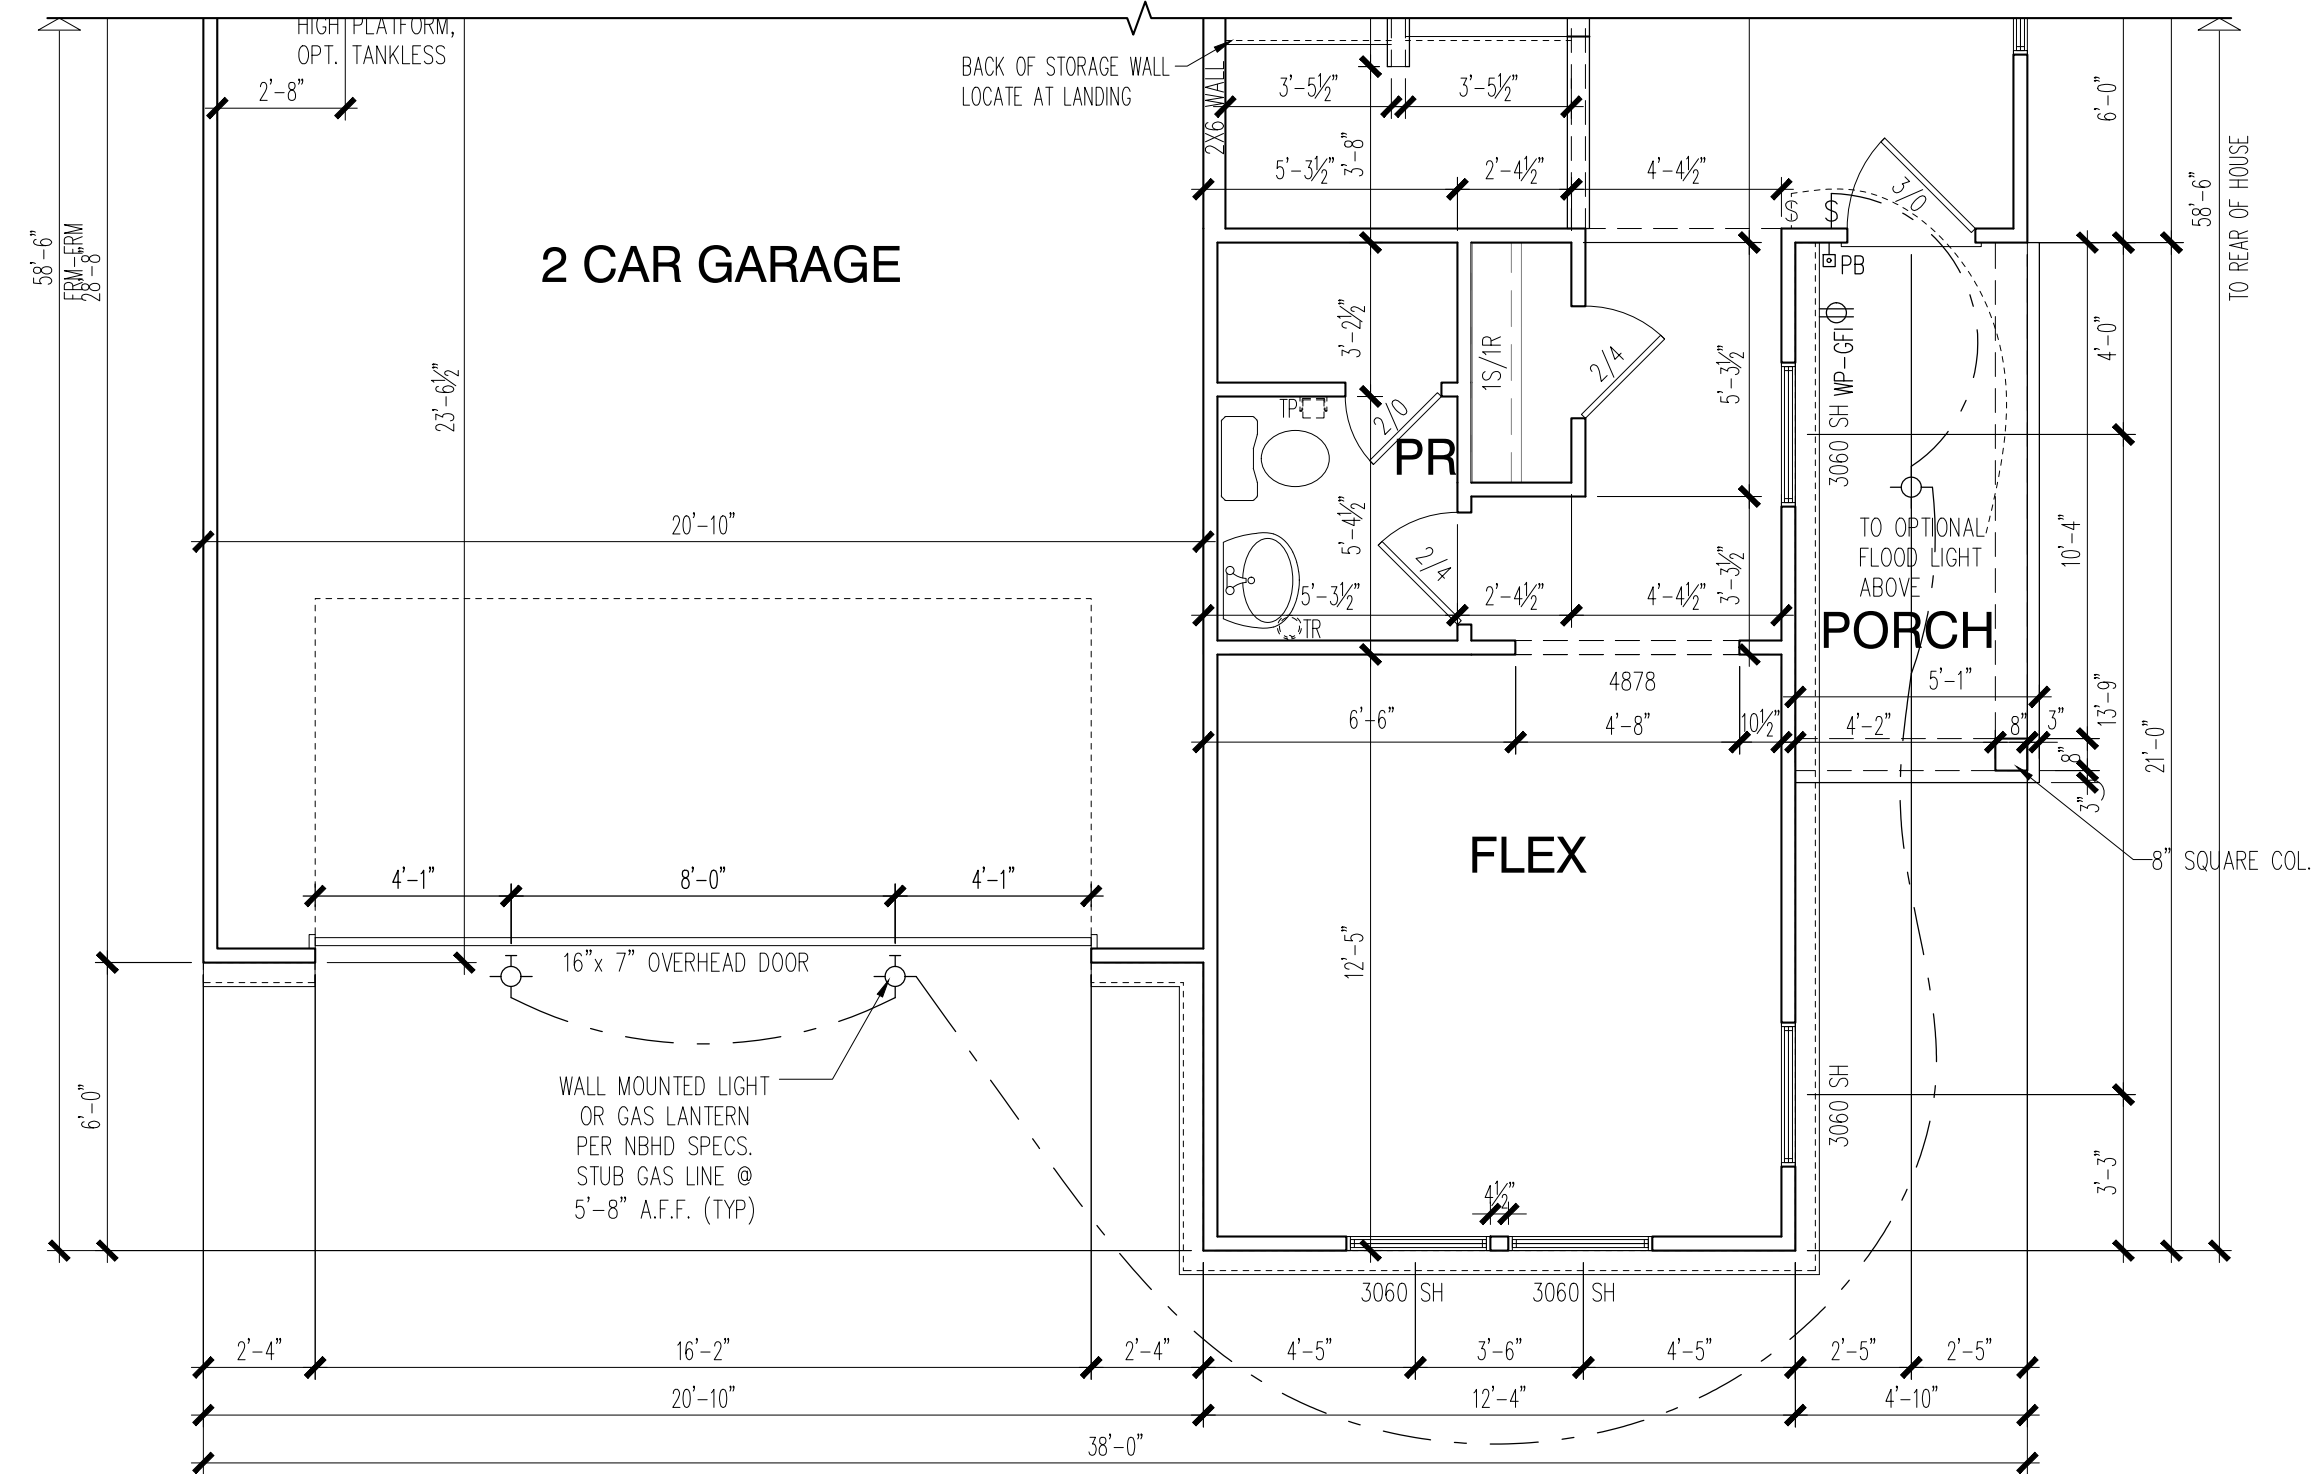 HIGH PLATFORM,
OPT. TANKLESS
2'-8"
BACK OF STORAGE WALL
LOCATE AT LANDING
2X6 WALL
3'-5½"
3'-5½"
3'-8"
5'-3½"
2'-4½"
4'-4½"
6'-0"
58'-6"
FRM-FRM
28'-8"
58'-6"
TO REAR OF HOUSE
3/0
S
S
PB
2 CAR GARAGE
23'-6½"
3'-2½"
1S/1R
2/4
5'-3½"
3060 SH
WP-GFI
4'-0"
TP
2/0
PR
20'-10"
5'-4½"
2/4
3'-3½"
TO OPTIONAL
FLOOD LIGHT
ABOVE
10'-4"
5'-3½"
2'-4½"
4'-4½"
TR
PORCH
4878
5'-1"
6'-6"
4'-8"
10½"
4'-2"
8"
3"
13'-9"
21'-0"
8"
3"
FLEX
8" SQUARE COL.
4'-1"
8'-0"
4'-1"
16"x 7" OVERHEAD DOOR
12'-5"
6'-0"
WALL MOUNTED LIGHT
OR GAS LANTERN
PER NBHD SPECS.
STUB GAS LINE @
5'-8" A.F.F. (TYP)
3060 SH
3'-3"
4½"
3060 SH
3060 SH
2'-4"
16'-2"
2'-4"
4'-5"
3'-6"
4'-5"
2'-5"
2'-5"
20'-10"
12'-4"
4'-10"
38'-0"